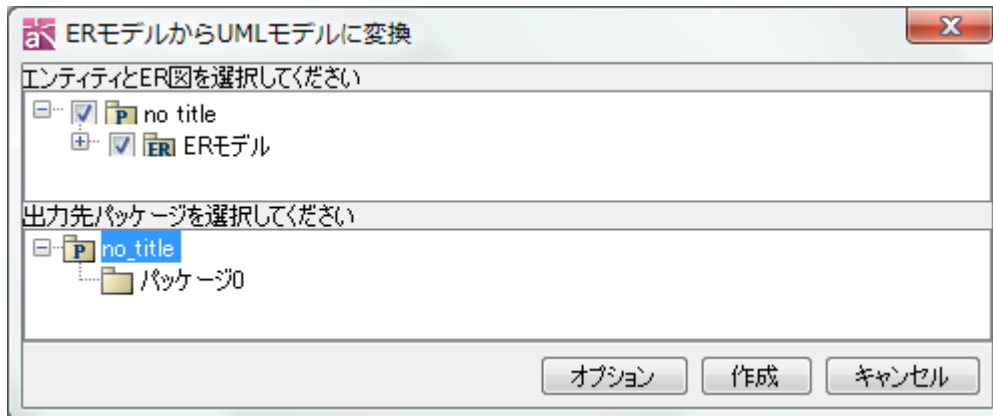 ERモデルからUMLモデルに変換
エンティティとER図を選択してください
P no title
ER ERモデル
出力先パッケージを選択してください
P no_title
パッケージ0
オプション 作成 キャンセル